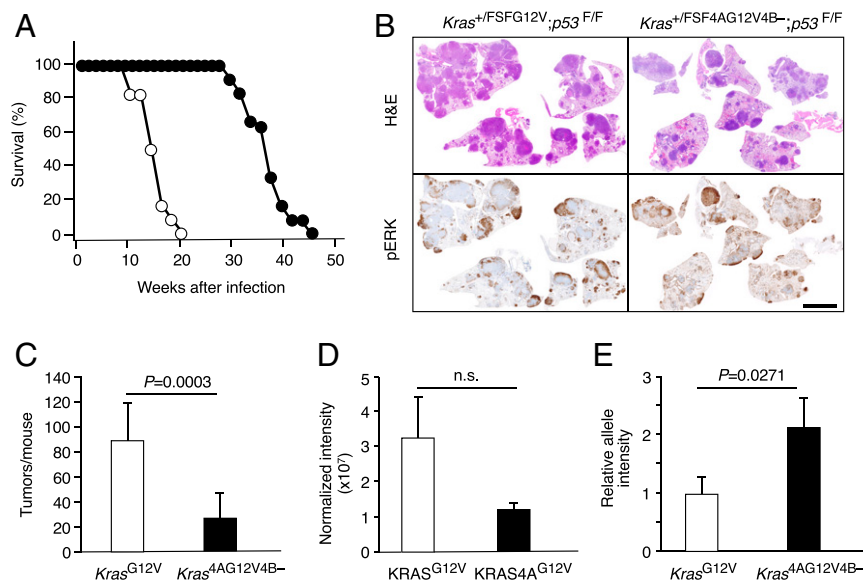 A
Survival (%)
100
80
60
40
20
0
0 10 20 30 40 50
Weeks after infection
B
Kras+/FSFG12V;p53 F/F
Kras+/FSF4AG12V4B–;p53 F/F
H&E
pERK
C
Tumors/mouse
140
120
100
80
60
40
20
0
P=0.0003
KrasG12V Kras4AG12V4B–
D
Normalized intensity
(x10⁷)
5
4
3
2
1
0
n.s.
KRASG12V KRAS4AG12V
E
Relative allele
intensity
3
2
1
0
P=0.0271
KrasG12V Kras4AG12V4B–